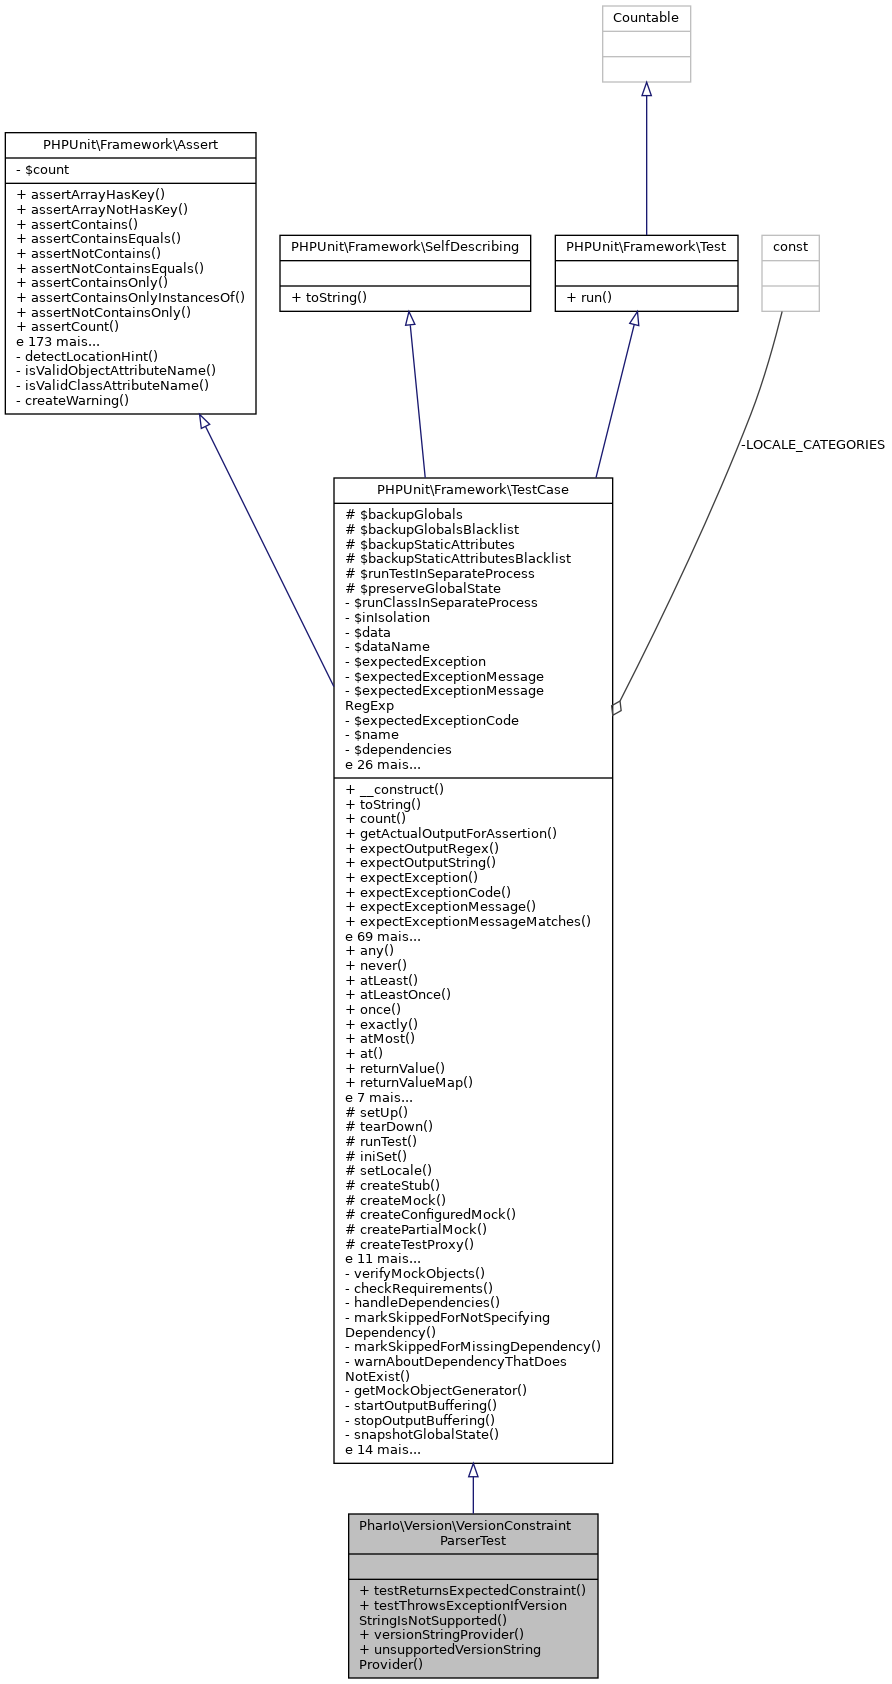 Countable
PHPUnit\Framework\Assert
- $count
+ assertArrayHasKey()
+ assertArrayNotHasKey()
+ assertContains()
+ assertContainsEquals()
+ assertNotContains()
+ assertNotContainsEquals()
+ assertContainsOnly()
+ assertContainsOnlyInstancesOf()
+ assertNotContainsOnly()
+ assertCount()
e 173 mais...
- detectLocationHint()
- isValidObjectAttributeName()
- isValidClassAttributeName()
- createWarning()
PHPUnit\Framework\SelfDescribing
+ toString()
PHPUnit\Framework\Test
+ run()
const
-LOCALE_CATEGORIES
PHPUnit\Framework\TestCase
# $backupGlobals
# $backupGlobalsBlacklist
# $backupStaticAttributes
# $backupStaticAttributesBlacklist
# $runTestInSeparateProcess
# $preserveGlobalState
- $runClassInSeparateProcess
- $inIsolation
- $data
- $dataName
- $expectedException
- $expectedExceptionMessage
- $expectedExceptionMessage
RegExp
- $expectedExceptionCode
- $name
- $dependencies
e 26 mais...
+ __construct()
+ toString()
+ count()
+ getActualOutputForAssertion()
+ expectOutputRegex()
+ expectOutputString()
+ expectException()
+ expectExceptionCode()
+ expectExceptionMessage()
+ expectExceptionMessageMatches()
e 69 mais...
+ any()
+ never()
+ atLeast()
+ atLeastOnce()
+ once()
+ exactly()
+ atMost()
+ at()
+ returnValue()
+ returnValueMap()
e 7 mais...
# setUp()
# tearDown()
# runTest()
# iniSet()
# setLocale()
# createStub()
# createMock()
# createConfiguredMock()
# createPartialMock()
# createTestProxy()
e 11 mais...
- verifyMockObjects()
- checkRequirements()
- handleDependencies()
- markSkippedForNotSpecifying
Dependency()
- markSkippedForMissingDependency()
- warnAboutDependencyThatDoes
NotExist()
- getMockObjectGenerator()
- startOutputBuffering()
- stopOutputBuffering()
- snapshotGlobalState()
e 14 mais...
PharIo\Version\VersionConstraint
ParserTest
+ testReturnsExpectedConstraint()
+ testThrowsExceptionIfVersion
StringIsNotSupported()
+ versionStringProvider()
+ unsupportedVersionString
Provider()